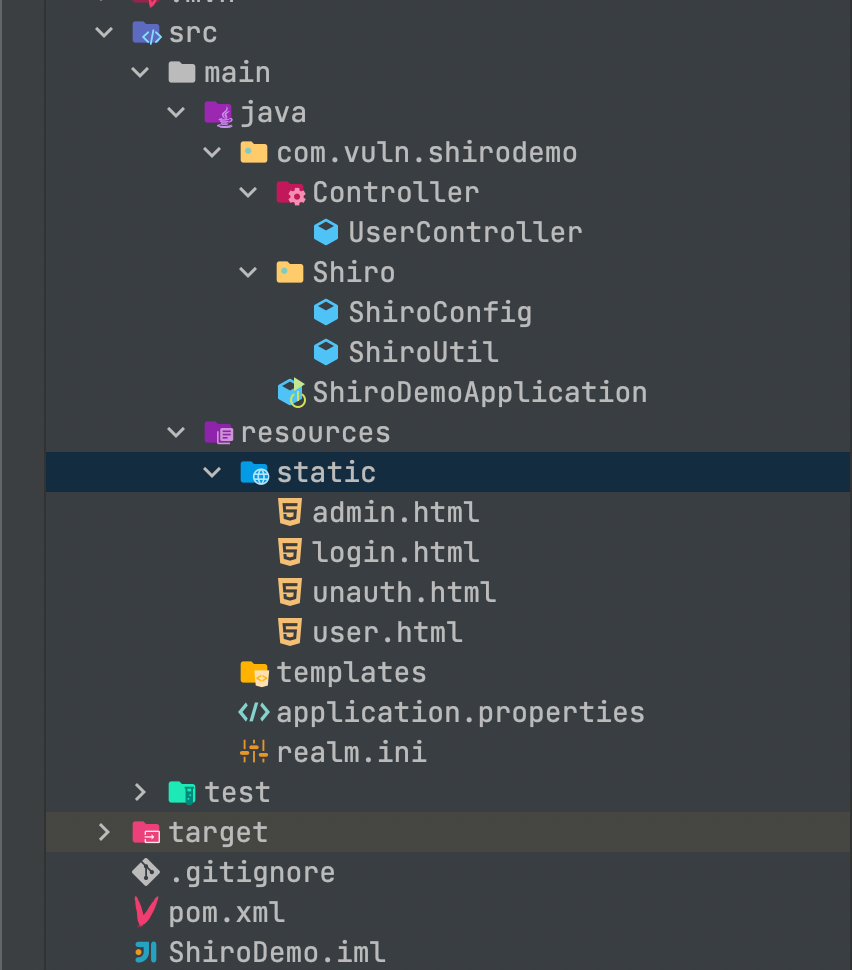 src
main
java
com.vuln.shirodemo
Controller
UserController
Shiro
ShiroConfig
ShiroUtil
ShiroDemoApplication
resources
static
admin.html
login.html
unauth.html
user.html
templates
application.properties
realm.ini
test
target
.gitignore
pom.xml
ShiroDemo.iml